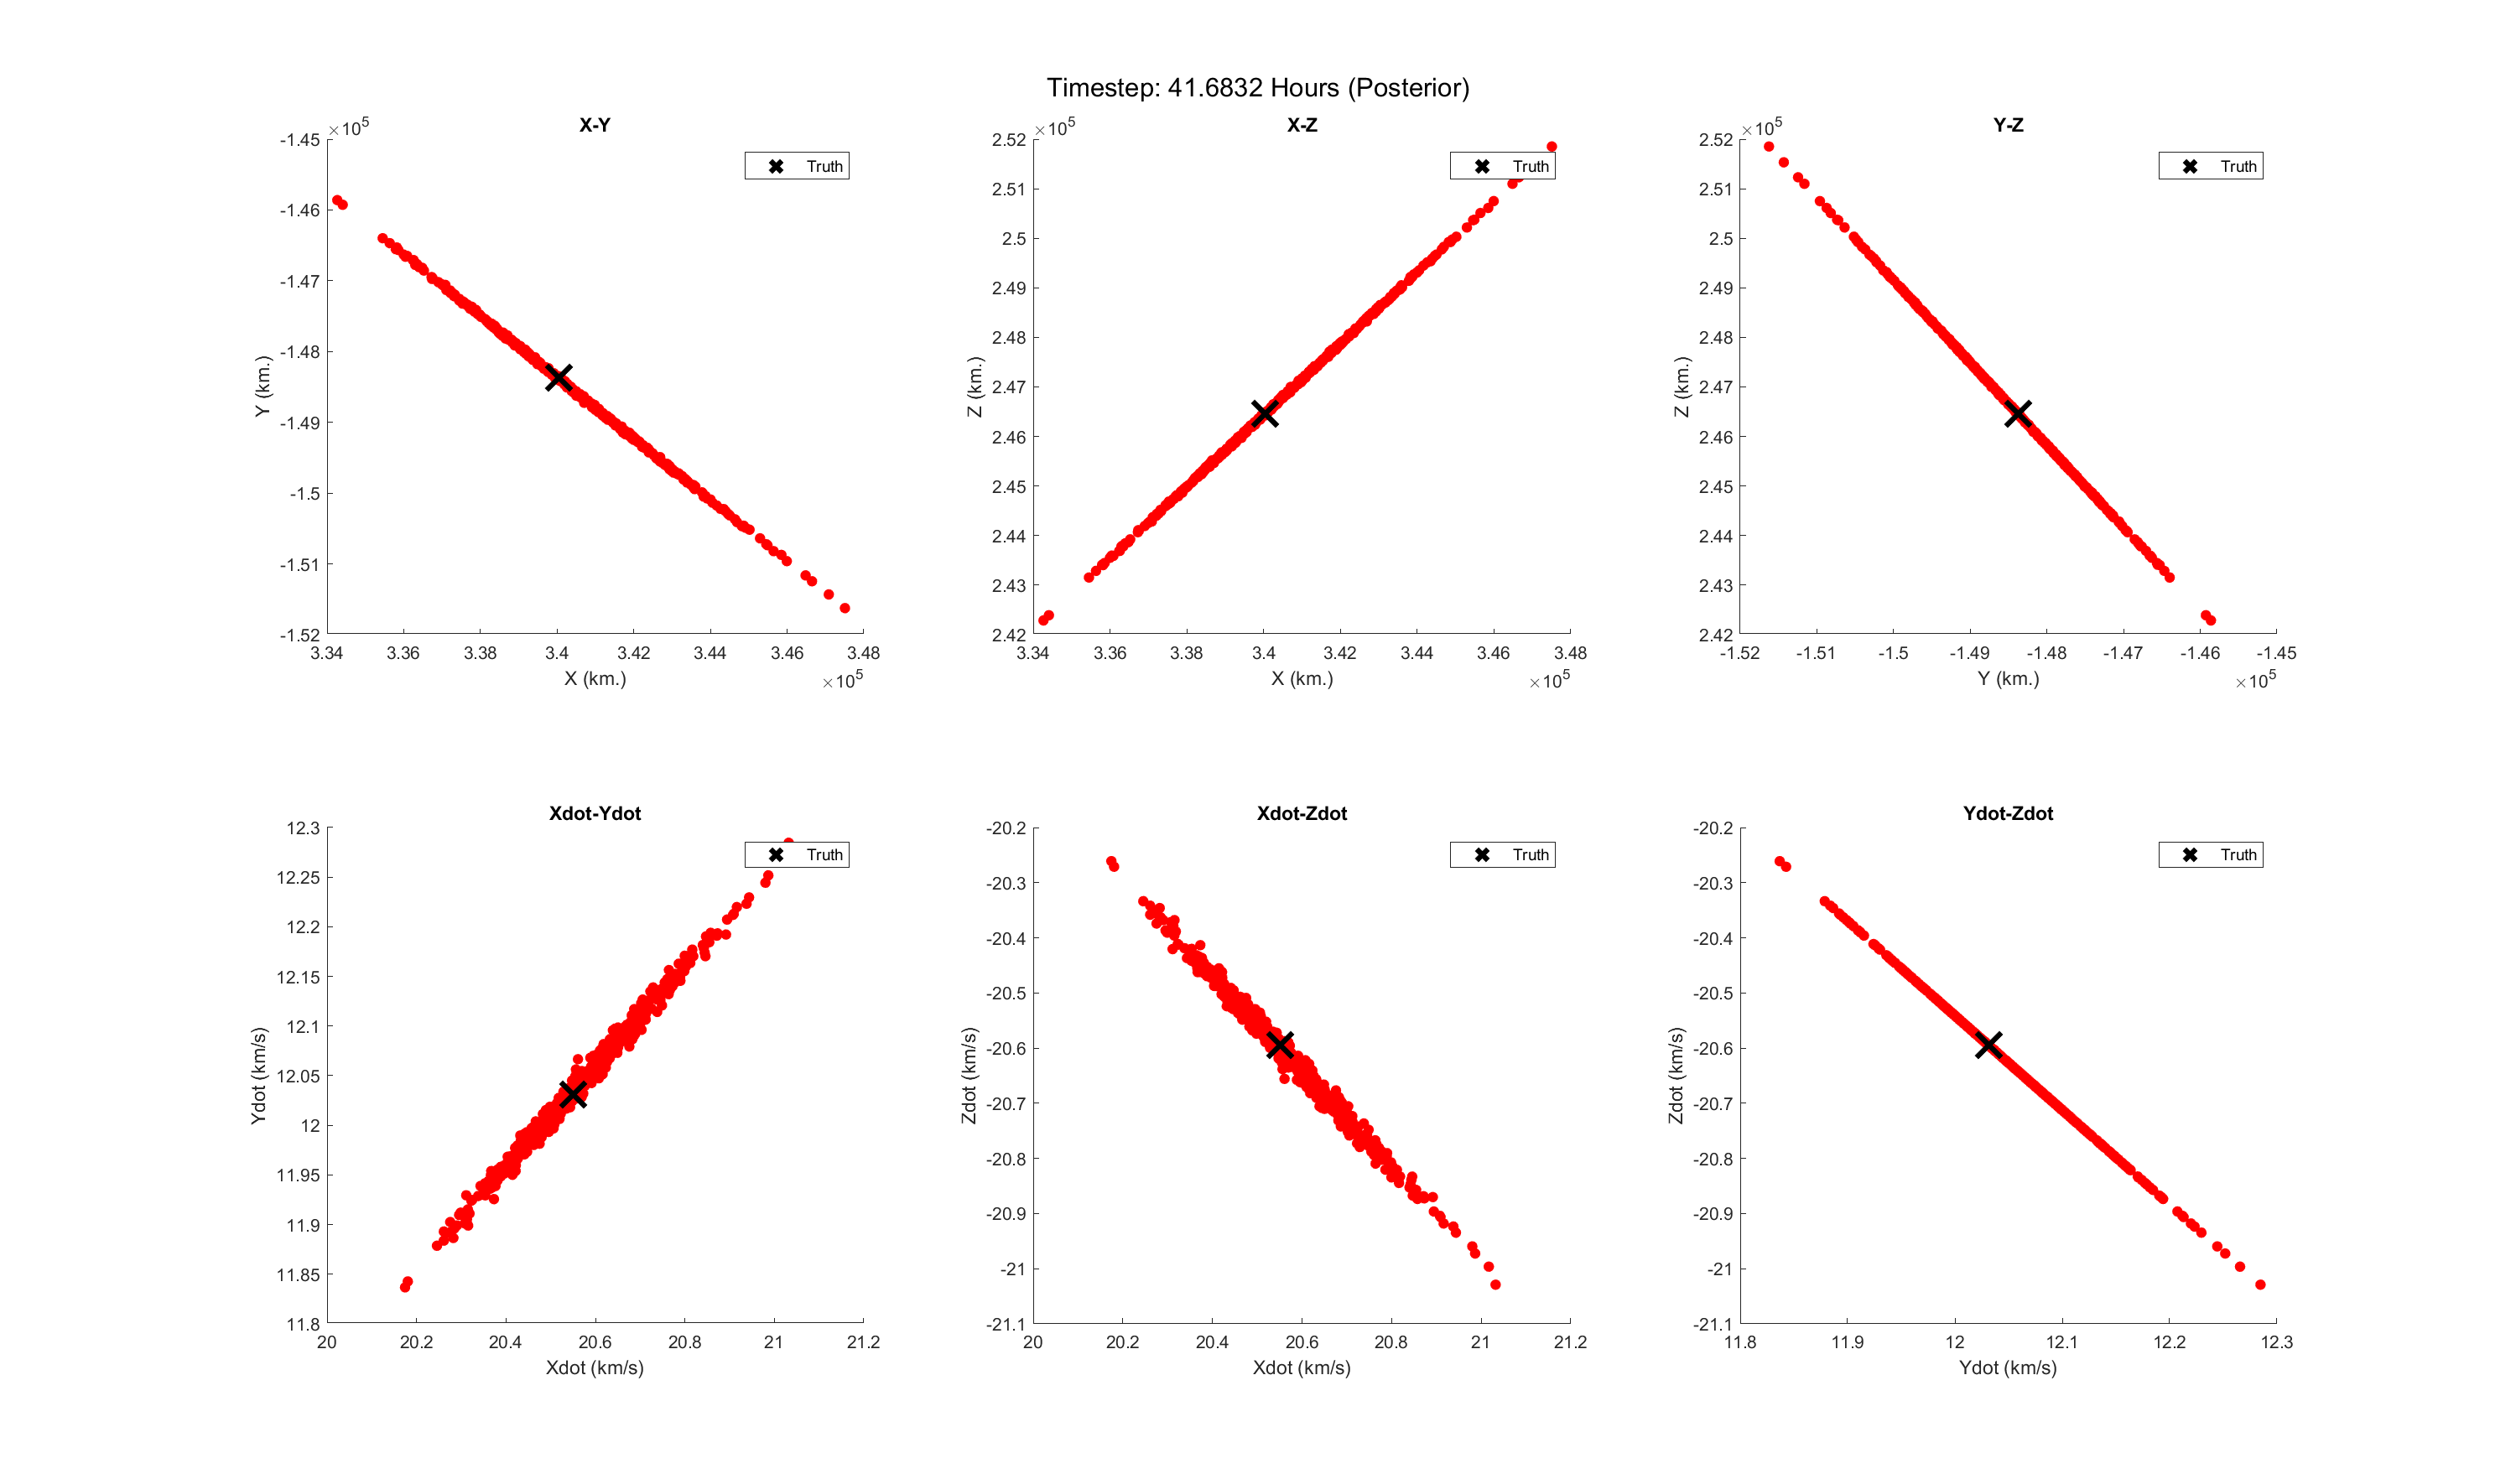 Timestep: 41.6832 Hours (Posterior)
X-Y
×10^5
Truth
-1.45
-1.46
-1.47
-1.48
-1.49
-1.5
-1.51
-1.52
Y (km.)
3.34 3.36 3.38 3.4 3.42 3.44 3.46 3.48
X (km.)
×10^5
X-Z
×10^5
Truth
2.52
2.51
2.5
2.49
2.48
2.47
2.46
2.45
2.44
2.43
2.42
Z (km.)
3.34 3.36 3.38 3.4 3.42 3.44 3.46 3.48
X (km.)
×10^5
Y-Z
×10^5
Truth
2.52
2.51
2.5
2.49
2.48
2.47
2.46
2.45
2.44
2.43
2.42
Z (km.)
-1.52 -1.51 -1.5 -1.49 -1.48 -1.47 -1.46 -1.45
Y (km.)
×10^5
Xdot-Ydot
Truth
12.3
12.25
12.2
12.15
12.1
12.05
12
11.95
11.9
11.85
11.8
Ydot (km/s)
20 20.2 20.4 20.6 20.8 21 21.2
Xdot (km/s)
Xdot-Zdot
Truth
-20.2
-20.3
-20.4
-20.5
-20.6
-20.7
-20.8
-20.9
-21
-21.1
Zdot (km/s)
20 20.2 20.4 20.6 20.8 21 21.2
Xdot (km/s)
Ydot-Zdot
Truth
-20.2
-20.3
-20.4
-20.5
-20.6
-20.7
-20.8
-20.9
-21
-21.1
Zdot (km/s)
11.8 11.9 12 12.1 12.2 12.3
Ydot (km/s)